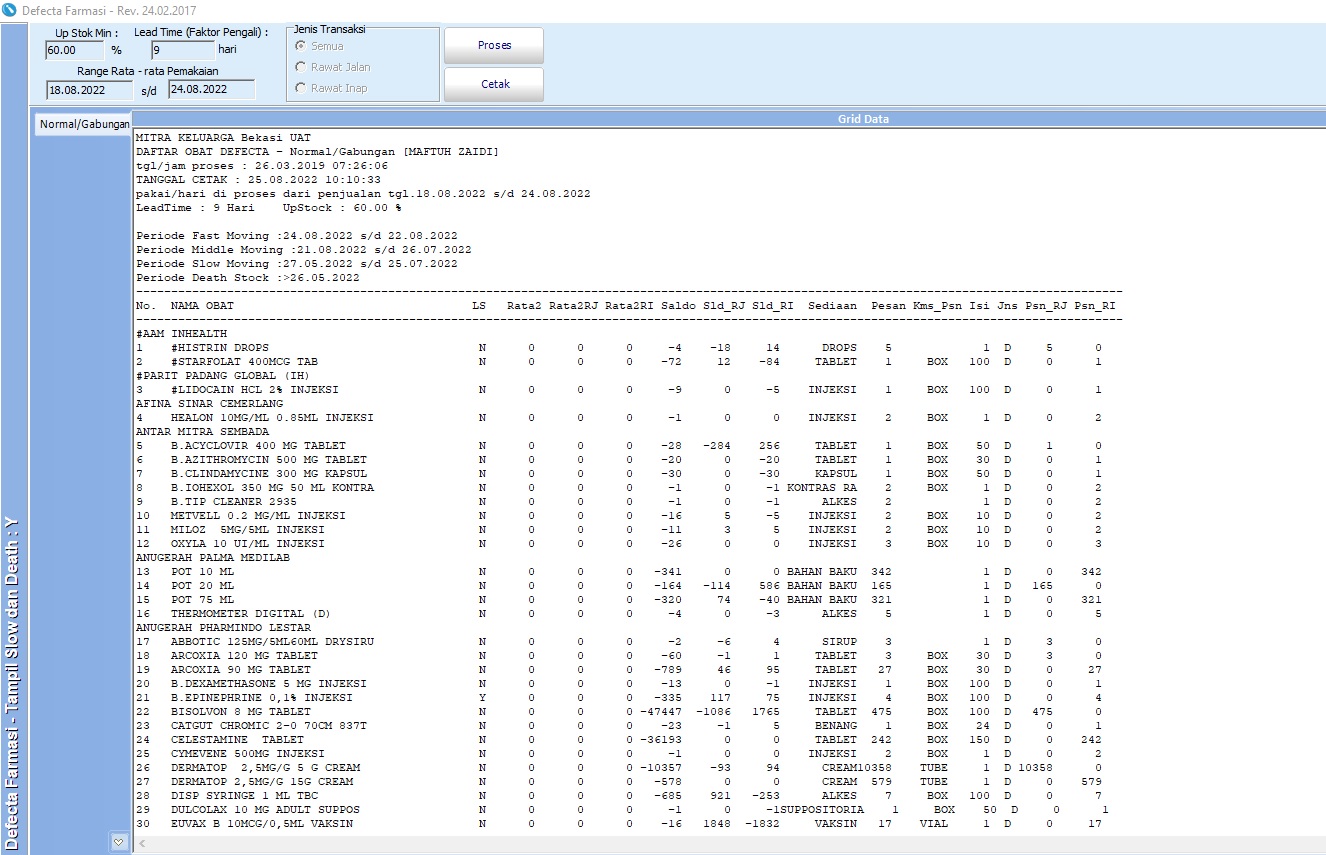 Defecta Farmasi - Rev. 24.02.2017
Up Stok Min : Lead Time (Faktor Pengali) :
60.00 % 9 hari
Range Rata - rata Pemakaian
18.08.2022 s/d 24.08.2022
Jenis Transaksi
Semua
Rawat Jalan
Rawat Inap
Proses
Cetak
Defecta Farmasi - Tampil Slow dan Death : Y
Normal/Gabungan
Grid Data
MITRA KELUARGA Bekasi UAT
DAFTAR OBAT DEFECTA - Normal/Gabungan [MAFTUH ZAIDI]
tgl/jam proses : 26.03.2019 07:26:06
TANGGAL CETAK : 25.08.2022 10:10:33
pakai/hari di proses dari penjualan tgl.18.08.2022 s/d 24.08.2022
LeadTime : 9 Hari    UpStock : 60.00 %
Periode Fast Moving :24.08.2022 s/d 22.08.2022
Periode Middle Moving :21.08.2022 s/d 26.07.2022
Periode Slow Moving :27.05.2022 s/d 25.07.2022
Periode Death Stock :>26.05.2022
No. NAMA OBAT LS Rata2 Rata2RJ Rata2RI Saldo Sld_RJ Sld_RI Sediaan Pesan Kms_Psn Isi Jns Psn_RJ Psn_RI
#AAM INHEALTH
1 #HISTRIN DROPS N 0 0 0 -4 -18 14 DROPS 5 1 D 5 0
2 #STARFOLAT 400MCG TAB N 0 0 0 -72 12 -84 TABLET 1 BOX 100 D 0 1
#PARIT PADANG GLOBAL (IH)
3 #LIDOCAIN HCL 2% INJEKSI N 0 0 0 -9 0 -5 INJEKSI 1 BOX 100 D 0 1
AFINA SINAR CEMERLANG
4 HEALON 10MG/ML 0.85ML INJEKSI N 0 0 0 -1 0 0 INJEKSI 2 BOX 1 D 0 2
ANTAR MITRA SEMBADA
5 B.ACYCLOVIR 400 MG TABLET N 0 0 0 -28 -284 256 TABLET 1 BOX 50 D 1 0
6 B.AZITHROMYCIN 500 MG TABLET N 0 0 0 -20 0 -20 TABLET 1 BOX 30 D 0 1
7 B.CLINDAMYCINE 300 MG KAPSUL N 0 0 0 -30 0 -30 KAPSUL 1 BOX 50 D 0 1
8 B.IOHEXOL 350 MG 50 ML KONTRA N 0 0 0 -1 0 -1 KONTRAS RA 2 BOX 1 D 0 2
9 B.TIP CLEANER 2935 N 0 0 0 -1 0 -1 ALKES 2 1 D 0 2
10 METVELL 0.2 MG/ML INJEKSI N 0 0 0 -16 5 -5 INJEKSI 2 BOX 10 D 0 2
11 MILOZ  5MG/5ML INJEKSI N 0 0 0 -11 3 5 INJEKSI 2 BOX 10 D 0 2
12 OXYLA 10 UI/ML INJEKSI N 0 0 0 -26 0 0 INJEKSI 3 BOX 10 D 0 3
ANUGERAH PALMA MEDILAB
13 POT 10 ML N 0 0 0 -341 0 0 BAHAN BAKU 342 1 D 0 342
14 POT 20 ML N 0 0 0 -164 -114 586 BAHAN BAKU 165 1 D 165 0
15 POT 75 ML N 0 0 0 -320 74 -40 BAHAN BAKU 321 1 D 0 321
16 THERMOMETER DIGITAL (D) N 0 0 0 -4 0 -3 ALKES 5 1 D 0 5
ANUGERAH PHARMINDO LESTAR
17 ABBOTIC 125MG/5ML60ML DRYSIRU N 0 0 0 -2 -6 4 SIRUP 3 1 D 3 0
18 ARCOXIA 120 MG TABLET N 0 0 0 -60 -1 1 TABLET 3 BOX 30 D 3 0
19 ARCOXIA 90 MG TABLET N 0 0 0 -789 46 95 TABLET 27 BOX 30 D 0 27
20 B.DEXAMETHASONE 5 MG INJEKSI N 0 0 0 -13 0 -1 INJEKSI 1 BOX 100 D 0 1
21 B.EPINEPHRINE 0,1% INJEKSI Y 0 0 0 -335 117 75 INJEKSI 4 BOX 100 D 0 4
22 BISOLVON 8 MG TABLET N 0 0 0 -47447 -1086 1765 TABLET 475 BOX 100 D 475 0
23 CATGUT CHROMIC 2-0 70CM 837T N 0 0 0 -23 -1 5 BENANG 1 BOX 24 D 0 1
24 CELESTAMINE  TABLET N 0 0 0 -36193 0 0 TABLET 242 BOX 150 D 0 242
25 CYMEVENE 500MG INJEKSI N 0 0 0 -1 0 0 INJEKSI 2 BOX 1 D 0 2
26 DERMATOP  2,5MG/G 5 G CREAM N 0 0 0 -10357 -93 94 CREAM10358 TUBE 1 D 10358 0
27 DERMATOP 2,5MG/G 15G CREAM N 0 0 0 -578 0 0 CREAM 579 TUBE 1 D 0 579
28 DISP SYRINGE 1 ML TBC N 0 0 0 -685 921 -253 ALKES 7 BOX 100 D 0 7
29 DULCOLAX 10 MG ADULT SUPPOS N 0 0 0 -1 0 -1SUPPOSITORIA 1 BOX 50 D 0 1
30 EUVAX B 10MCG/0,5ML VAKSIN N 0 0 0 -16 1848 -1832 VAKSIN 17 VIAL 1 D 0 17